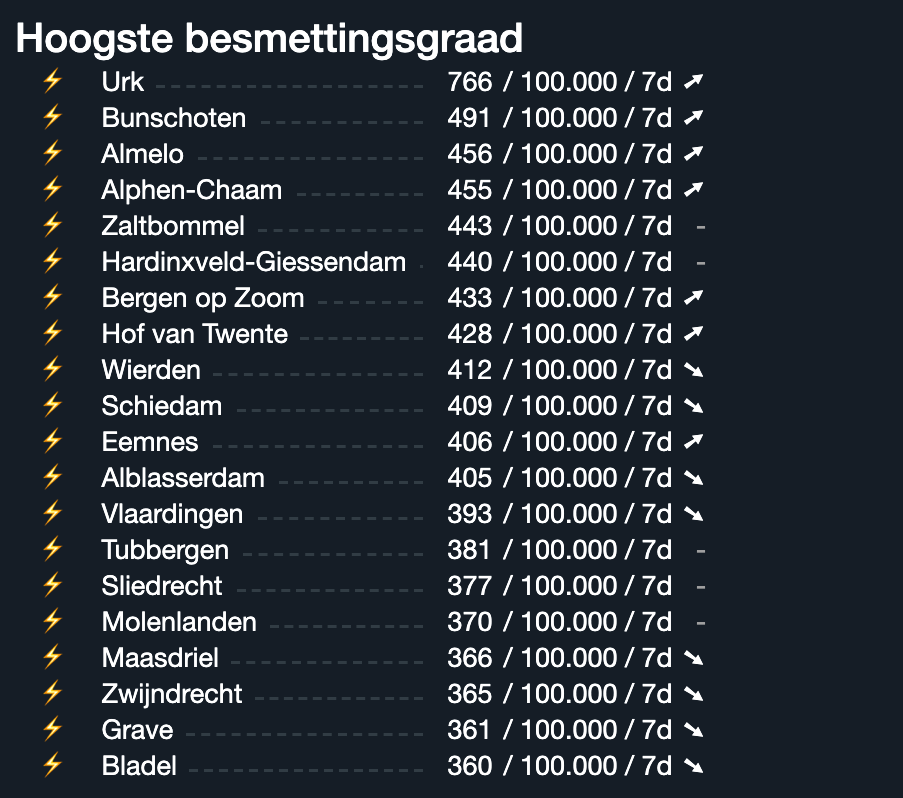 Hoogste besmettingsgraad
⚡ Urk 766 / 100.000 / 7d ➚
⚡ Bunschoten 491 / 100.000 / 7d ➚
⚡ Almelo 456 / 100.000 / 7d ➚
⚡ Alphen-Chaam 455 / 100.000 / 7d ➚
⚡ Zaltbommel 443 / 100.000 / 7d -
⚡ Hardinxveld-Giessendam 440 / 100.000 / 7d -
⚡ Bergen op Zoom 433 / 100.000 / 7d ➚
⚡ Hof van Twente 428 / 100.000 / 7d ➚
⚡ Wierden 412 / 100.000 / 7d ➘
⚡ Schiedam 409 / 100.000 / 7d ➘
⚡ Eemnes 406 / 100.000 / 7d ➚
⚡ Alblasserdam 405 / 100.000 / 7d ➘
⚡ Vlaardingen 393 / 100.000 / 7d ➘
⚡ Tubbergen 381 / 100.000 / 7d -
⚡ Sliedrecht 377 / 100.000 / 7d -
⚡ Molenlanden 370 / 100.000 / 7d -
⚡ Maasdriel 366 / 100.000 / 7d ➘
⚡ Zwijndrecht 365 / 100.000 / 7d ➘
⚡ Grave 361 / 100.000 / 7d ➘
⚡ Bladel 360 / 100.000 / 7d ➘